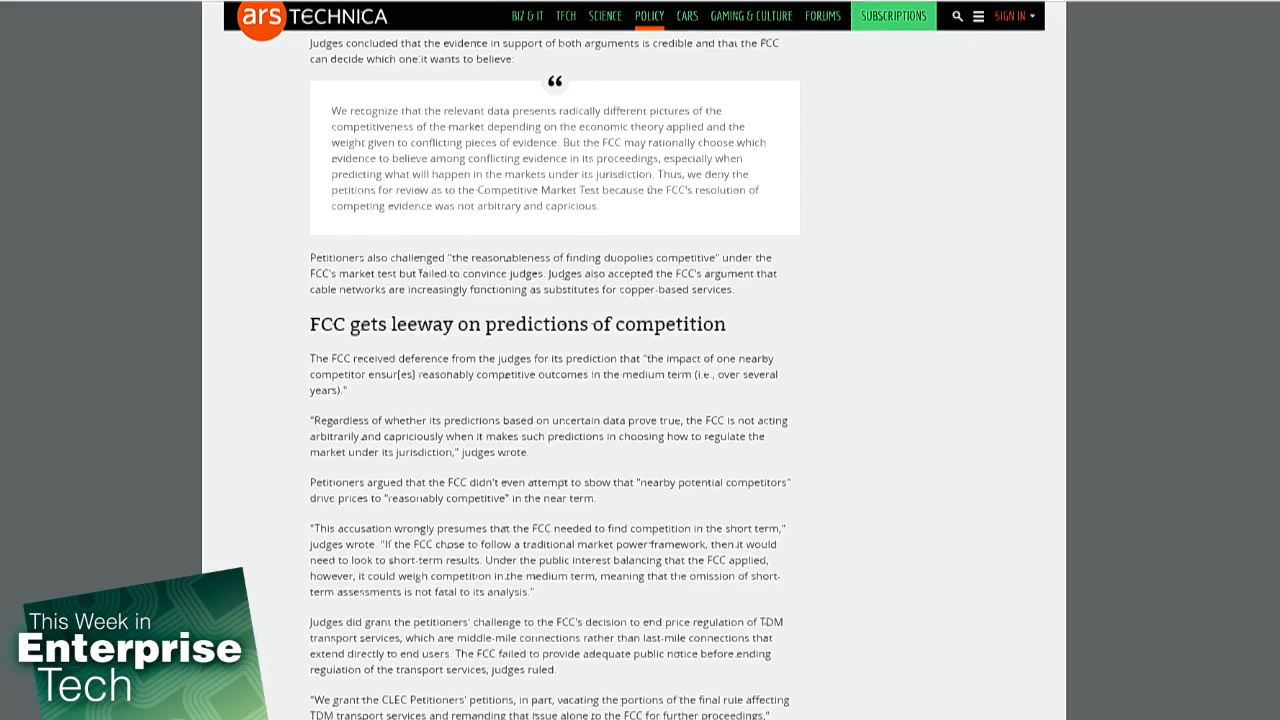 ars TECHNICA
BIZ & IT TECH SCIENCE POLICY CARS GAMING & CULTURE FORUMS SUBSCRIPTIONS SIGN IN
Judges concluded that the evidence in support of both arguments is credible and that the FCC
can decide which one it wants to believe:
“
We recognize that the relevant data presents radically different pictures of the
competitiveness of the market depending on the economic theory applied and the
weight given to conflicting pieces of evidence. But the FCC may rationally choose which
evidence to believe among conflicting evidence in its proceedings, especially when
predicting what will happen in the markets under its jurisdiction. Thus, we deny the
petitions for review as to the Competitive Market Test because the FCC's resolution of
competing evidence was not arbitrary and capricious.
Petitioners also challenged "the reasonableness of finding duopolies competitive" under the
FCC's market test but failed to convince judges. Judges also accepted the FCC's argument that
cable networks are increasingly functioning as substitutes for copper-based services.
FCC gets leeway on predictions of competition
The FCC received deference from the judges for its prediction that "the impact of one nearby
competitor ensur[es] reasonably competitive outcomes in the medium term (i.e., over several
years)."
"Regardless of whether its predictions based on uncertain data prove true, the FCC is not acting
arbitrarily and capriciously when it makes such predictions in choosing how to regulate the
market under its jurisdiction," judges wrote.
Petitioners argued that the FCC didn't even attempt to show that "nearby potential competitors"
drive prices to "reasonably competitive" in the near term.
"This accusation wrongly presumes that the FCC needed to find competition in the short term,"
judges wrote. "If the FCC chose to follow a traditional market power framework, then it would
need to look to short-term results. Under the public interest balancing that the FCC applied,
however, it could weigh competition in the medium term, meaning that the omission of short-
term assessments is not fatal to its analysis."
Judges did grant the petitioners' challenge to the FCC's decision to end price regulation of TDM
transport services, which are middle-mile connections rather than last-mile connections that
extend directly to end users. The FCC failed to provide adequate public notice before ending
regulation of the transport services, judges ruled.
"We grant the CLEC Petitioners' petitions, in part, vacating the portions of the final rule affecting
TDM transport services and remanding that issue alone to the FCC for further proceedings,"
This Week in
Enterprise
Tech